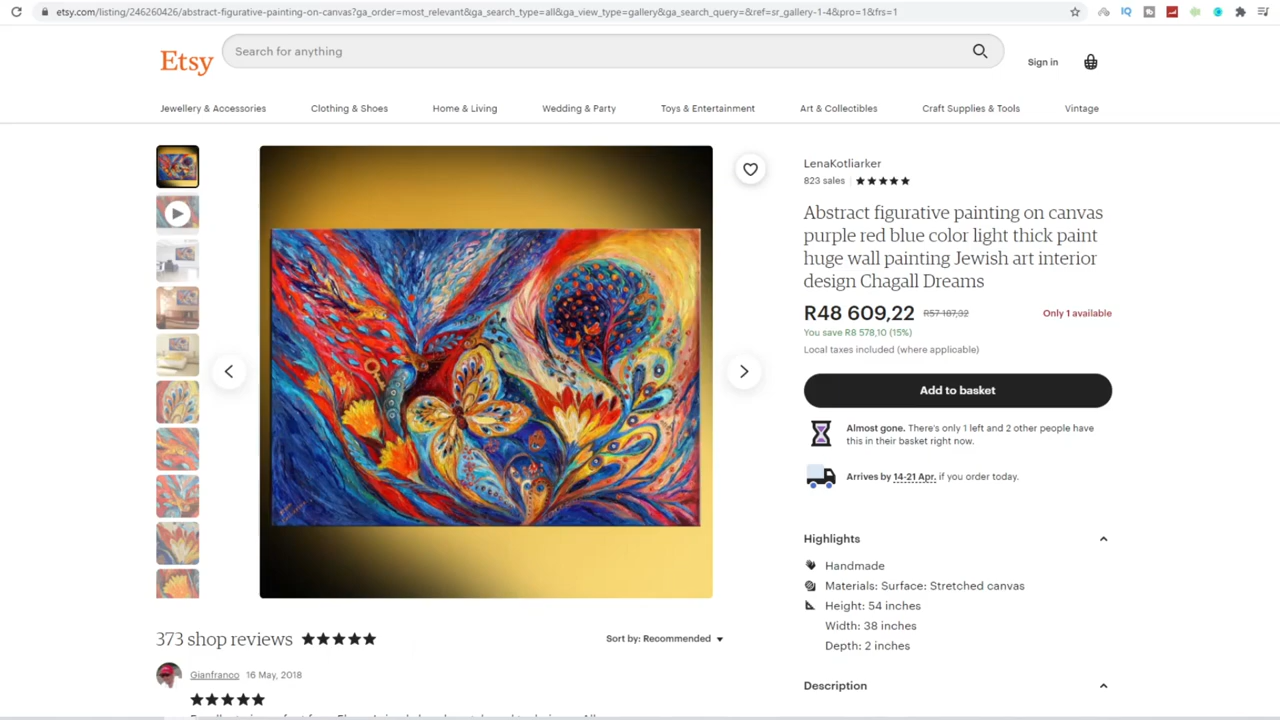 etsy.com/listing/246260426/abstract-figurative-painting-on-canvas?ga_order=most_relevant&ga_search_type=all&ga_view_type=gallery&ga_search_query=&ref=sr_gallery-1-4&pro=1&frs=1
Etsy
Search for anything
Sign in
Jewellery & Accessories
Clothing & Shoes
Home & Living
Wedding & Party
Toys & Entertainment
Art & Collectibles
Craft Supplies & Tools
Vintage
LenaKotliarker
823 sales
Abstract figurative painting on canvas
purple red blue color light thick paint
huge wall painting Jewish art interior
design Chagall Dreams
R48 609,22 R57 187,32 Only 1 available
You save R8 578,10 (15%)
Local taxes included (where applicable)
Add to basket
Almost gone. There's only 1 left and 2 other people have
this in their basket right now.
Arrives by 14-21 Apr. if you order today.
Highlights
Handmade
Materials: Surface: Stretched canvas
Height: 54 inches
Width: 38 inches
Depth: 2 inches
Description
373 shop reviews
Sort by: Recommended
Gianfranco 16 May, 2018